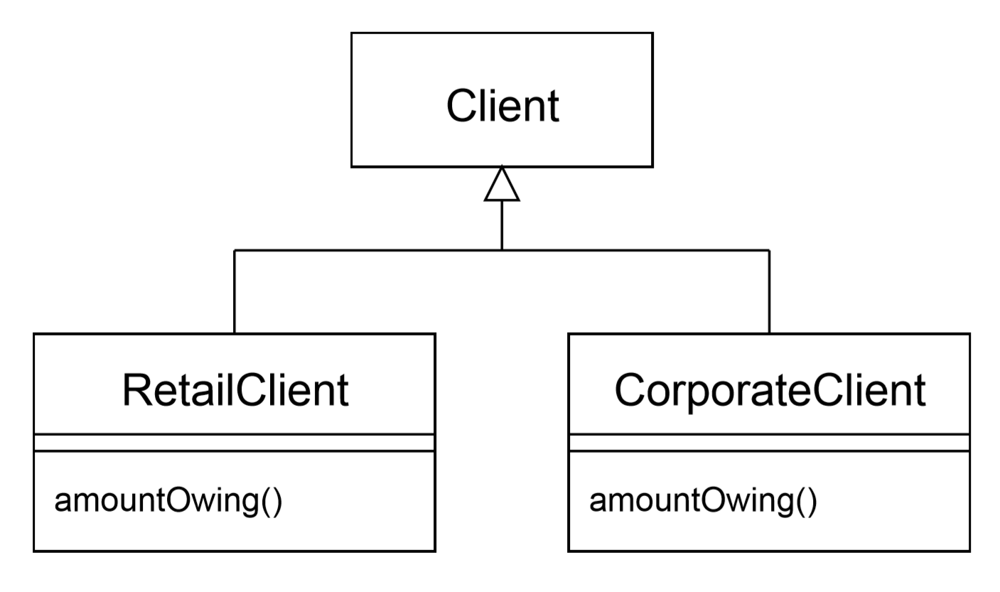 Client
RetailClient
CorporateClient
amountOwing()
amountOwing()